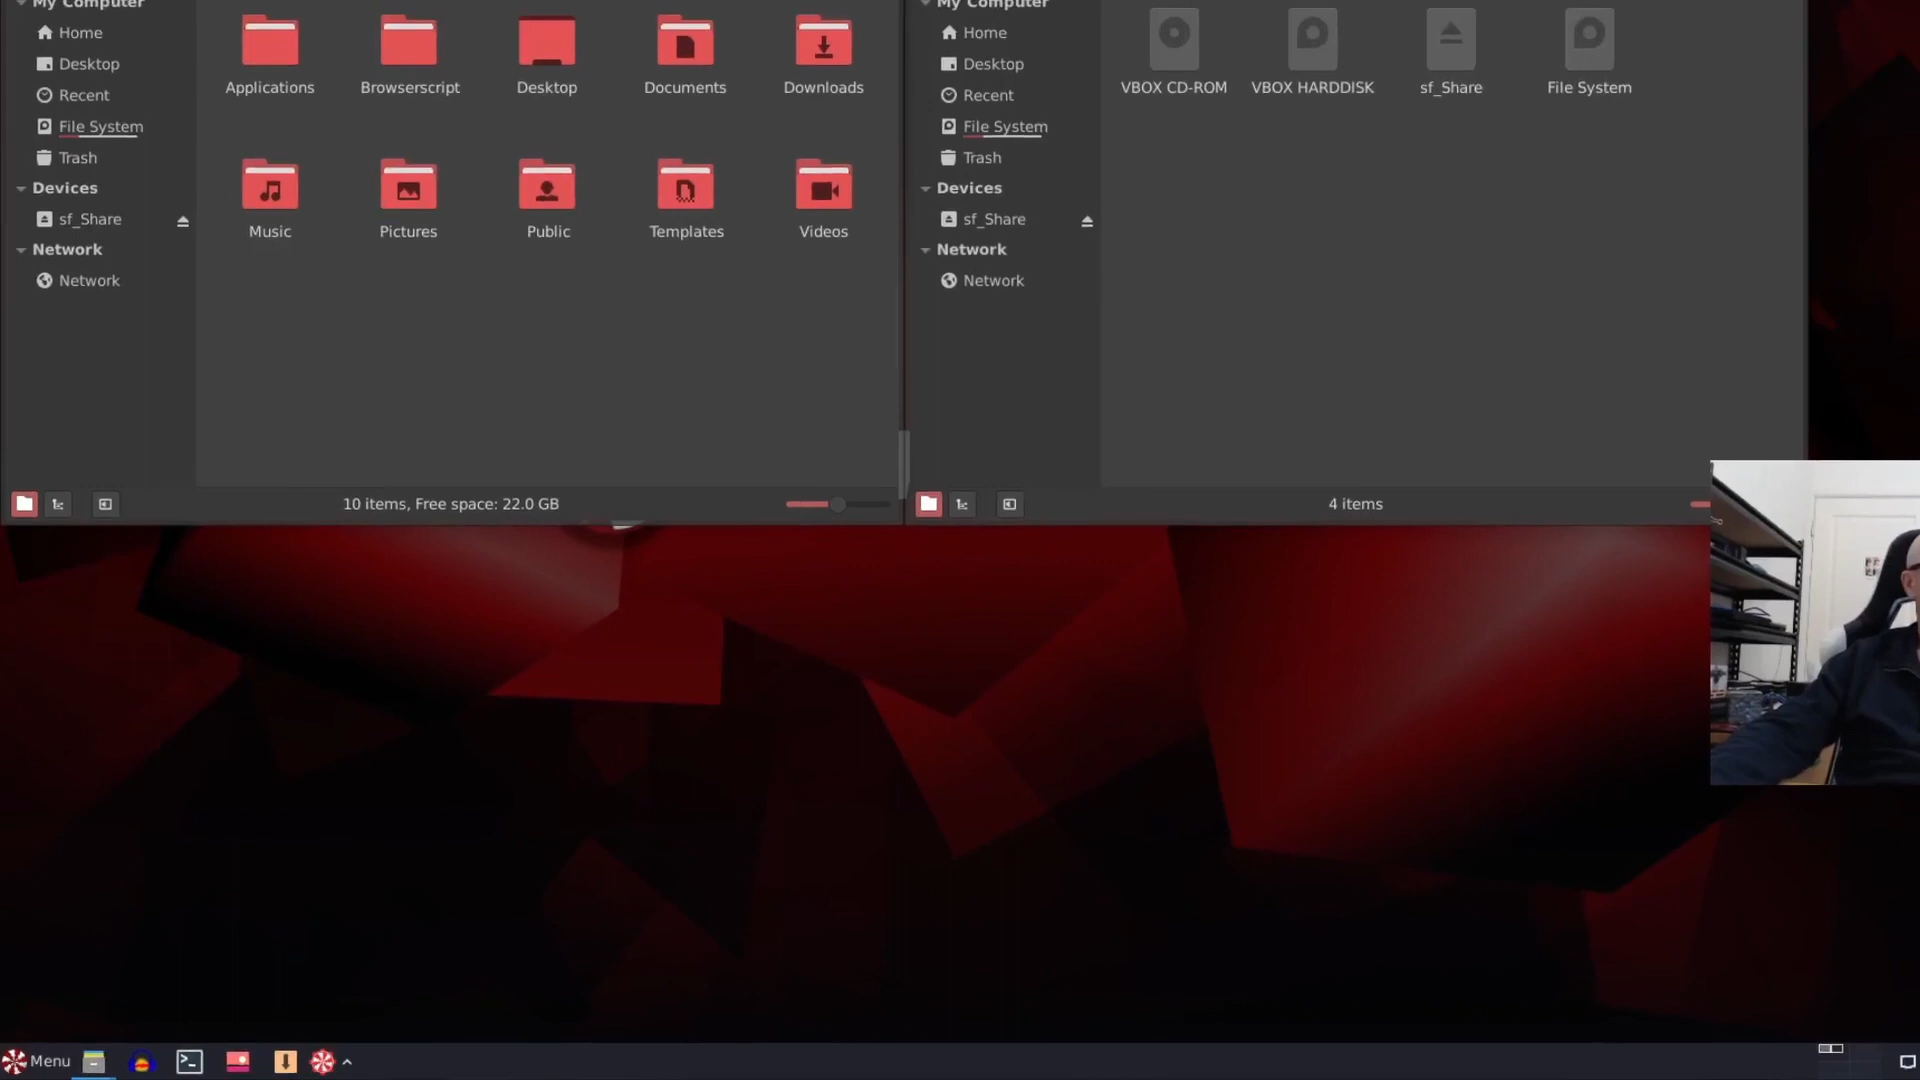 My Computer
Home
Desktop
Recent
File System
Trash
Devices
sf_Share
Network
Network
Applications
Browserscript
Desktop
Documents
Downloads
Music
Pictures
Public
Templates
Videos
10 items, Free space: 22.0 GB
My Computer
Home
Desktop
Recent
File System
Trash
Devices
sf_Share
Network
Network
VBOX CD-ROM
VBOX HARDDISK
sf_Share
File System
4 items
Menu